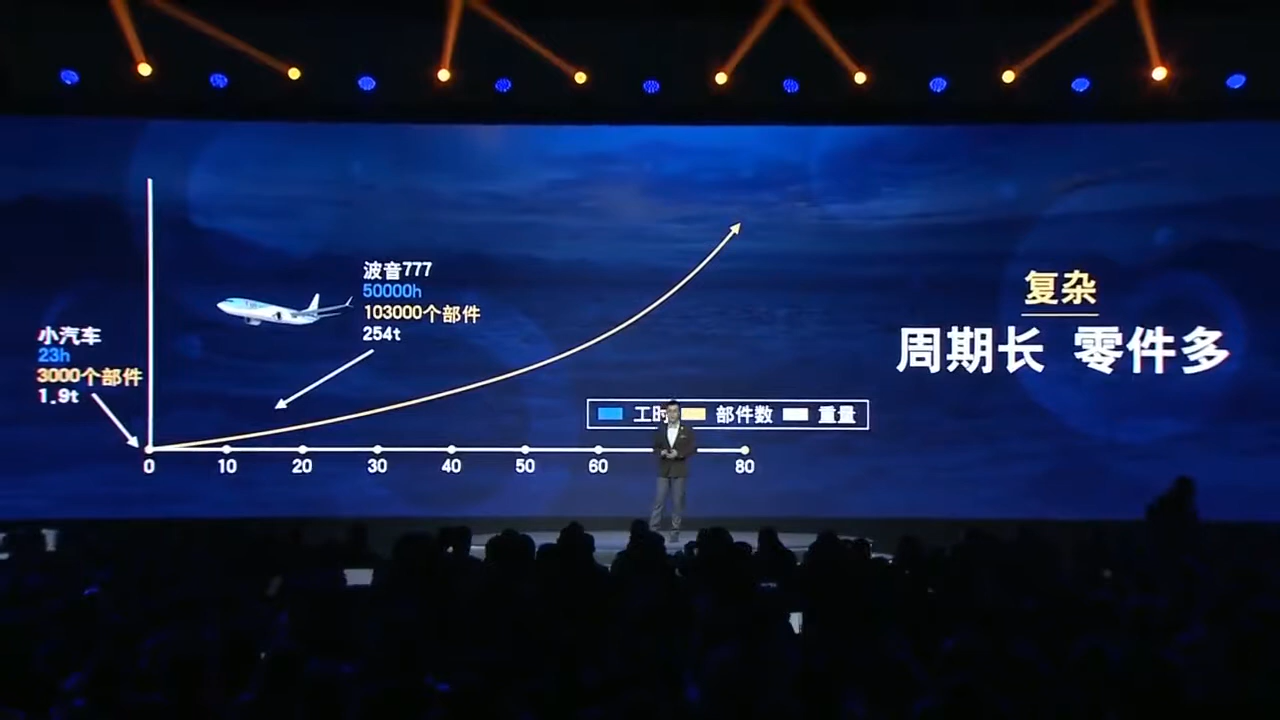 波音777
50000h
103000个部件
254t
小汽车
23h
3000个部件
1.9t
复杂
周期长 零件多
工时 部件数 重量
0 10 20 30 40 50 60 80